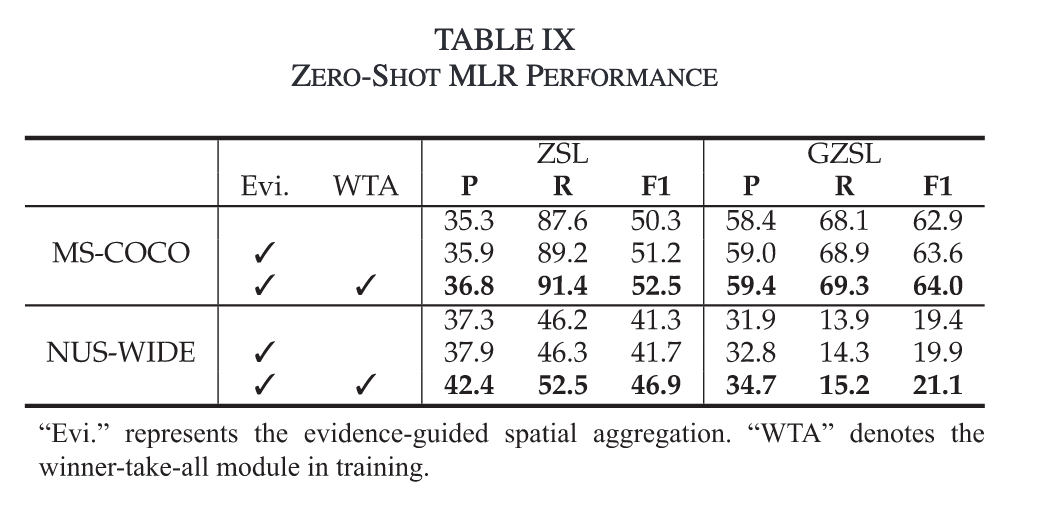 TABLE IX
ZERO-SHOT MLR PERFORMANCE
ZSL GZSL
Evi. WTA P R F1 P R F1
35.3 87.6 50.3 58.4 68.1 62.9
MS-COCO ✓ 35.9 89.2 51.2 59.0 68.9 63.6
✓ ✓ 36.8 91.4 52.5 59.4 69.3 64.0
37.3 46.2 41.3 31.9 13.9 19.4
NUS-WIDE ✓ 37.9 46.3 41.7 32.8 14.3 19.9
✓ ✓ 42.4 52.5 46.9 34.7 15.2 21.1
“Evi.” represents the evidence-guided spatial aggregation. “WTA” denotes the
winner-take-all module in training.